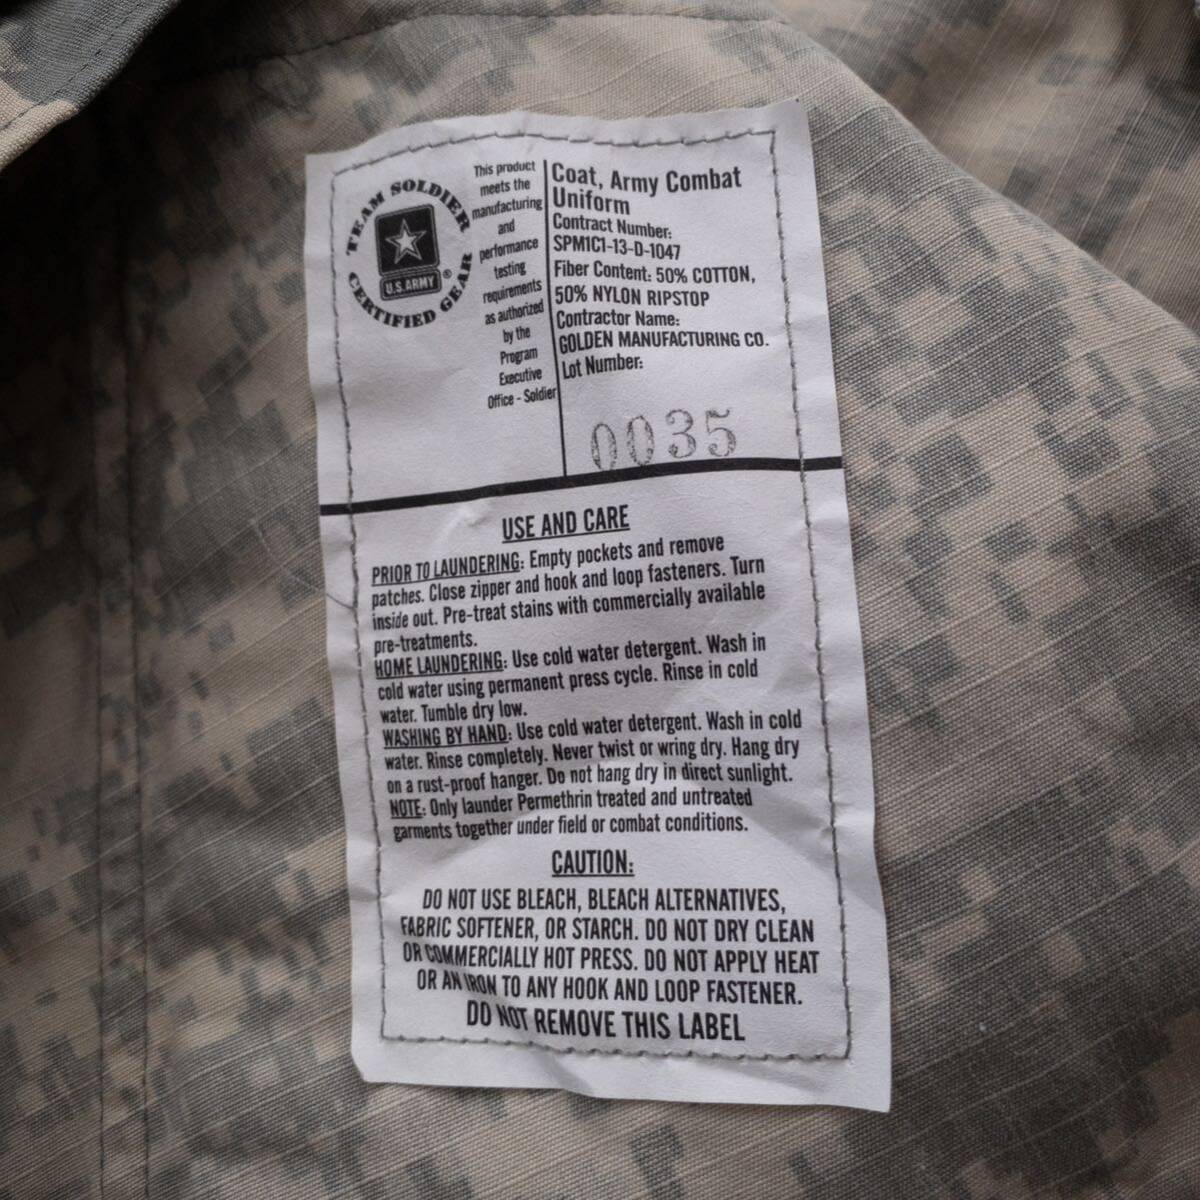 TEAM SOLDIER
CERTIFIED GEAR
U.S.ARMY ®
This product
meets the
manufacturing
and
performance
testing
requirements
as authorized
by the
Program
Executive
Office - Soldier
Coat, Army Combat
Uniform
Contract Number:
SPM1C1-13-D-1047
Fiber Content: 50% COTTON,
50% NYLON RIPSTOP
Contractor Name:
GOLDEN MANUFACTURING CO.
Lot Number:
0035
USE AND CARE
PRIOR TO LAUNDERING: Empty pockets and remove
patches. Close zipper and hook and loop fasteners. Turn
inside out. Pre-treat stains with commercially available
pre-treatments.
HOME LAUNDERING: Use cold water detergent. Wash in
cold water using permanent press cycle. Rinse in cold
water. Tumble dry low.
WASHING BY HAND: Use cold water detergent. Wash in cold
water. Rinse completely. Never twist or wring dry. Hang dry
on a rust-proof hanger. Do not hang dry in direct sunlight.
NOTE: Only launder Permethrin treated and untreated
garments together under field or combat conditions.
CAUTION:
DO NOT USE BLEACH, BLEACH ALTERNATIVES,
FABRIC SOFTENER, OR STARCH. DO NOT DRY CLEAN
OR COMMERCIALLY HOT PRESS. DO NOT APPLY HEAT
OR AN IRON TO ANY HOOK AND LOOP FASTENER.
DO NOT REMOVE THIS LABEL